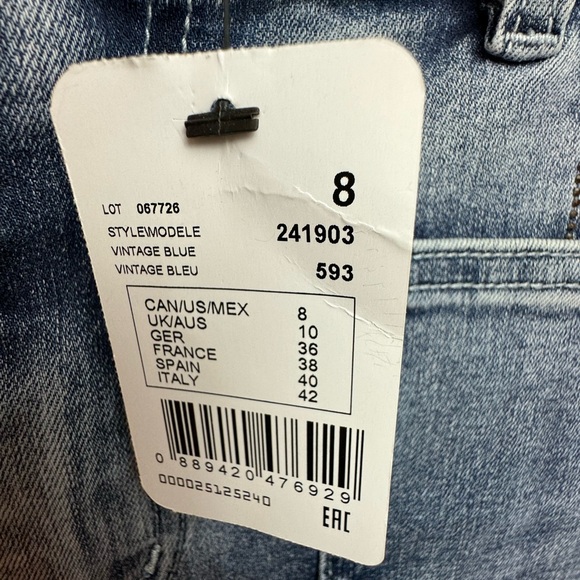 8
LOT 067726
STYLE\MODELE 241903
VINTAGE BLUE
VINTAGE BLEU 593
CAN/US/MEX 8
UK/AUS 10
GER 36
FRANCE 38
SPAIN 40
ITALY 42
0 889420 476929
000025125240
EAC